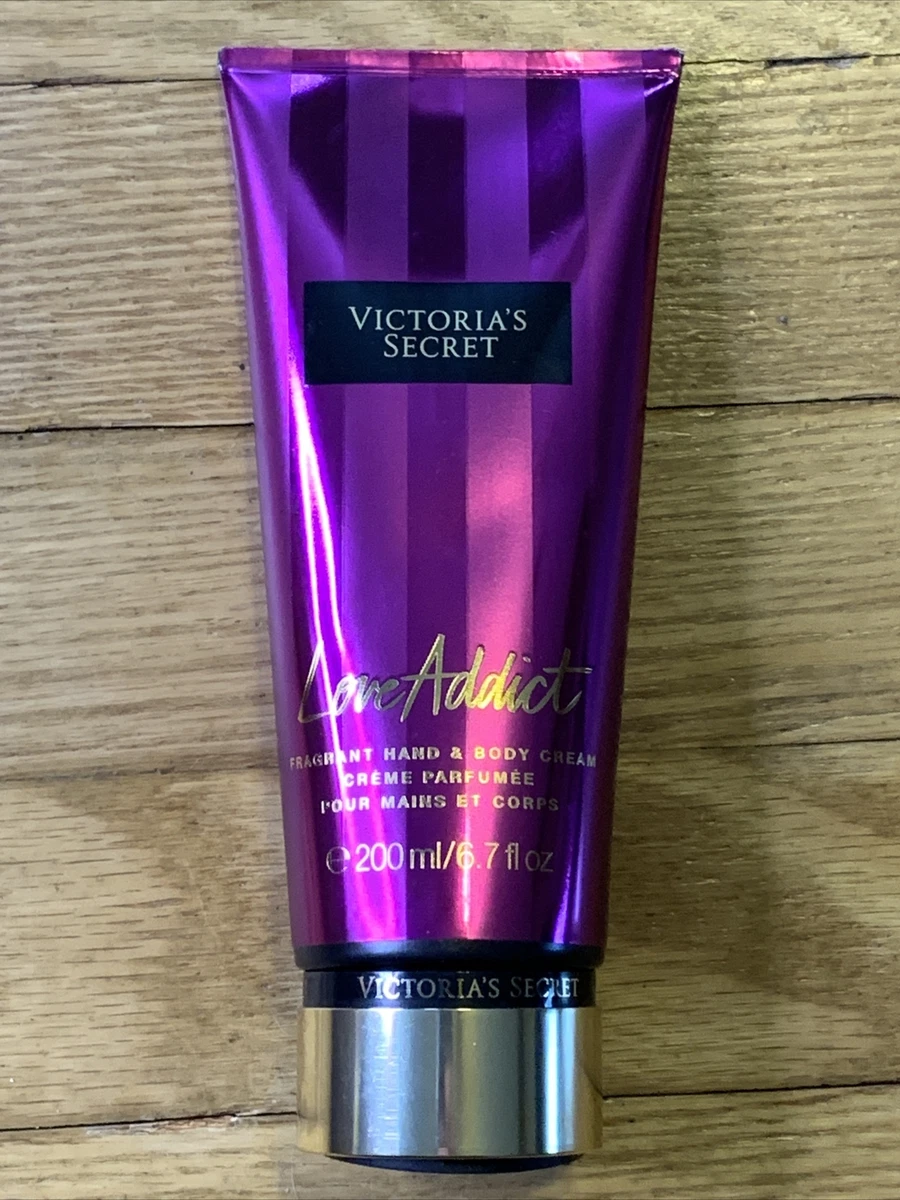 VICTORIA'S
SECRET
Love Addict
FRAGRANT HAND & BODY CREAM
CRÈME PARFUMÉE
POUR MAINS ET CORPS
℮ 200 ml/6.7 fl oz
VICTORIA'S SECRET